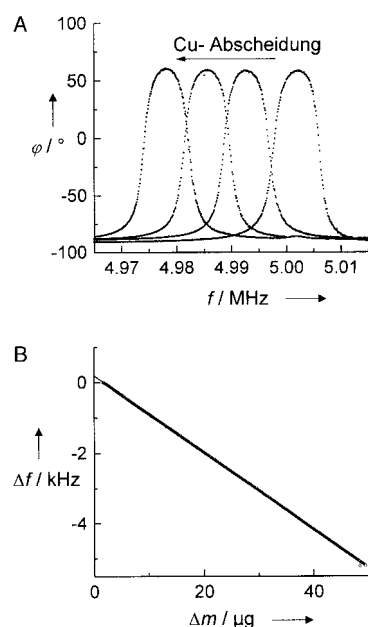 A
100
Cu- Abscheidung
50
0
φ / °
-50
-100
4.97 4.98 4.99 5.00 5.01
f / MHz
B
0
-2
Δf / kHz
-4
0 20 40
Δm / µg